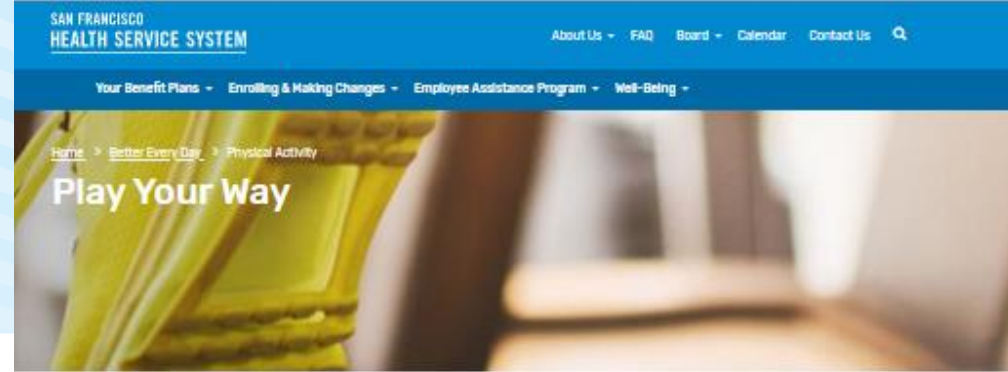 SAN FRANCISCO
HEALTH SERVICE SYSTEM
About Us FAQ Board Calendar Contact Us
Your Benefit Plans Enrolling & Making Changes Employee Assistance Program Well-Being
Home > Better Every Day > Physical Activity
Play Your Way